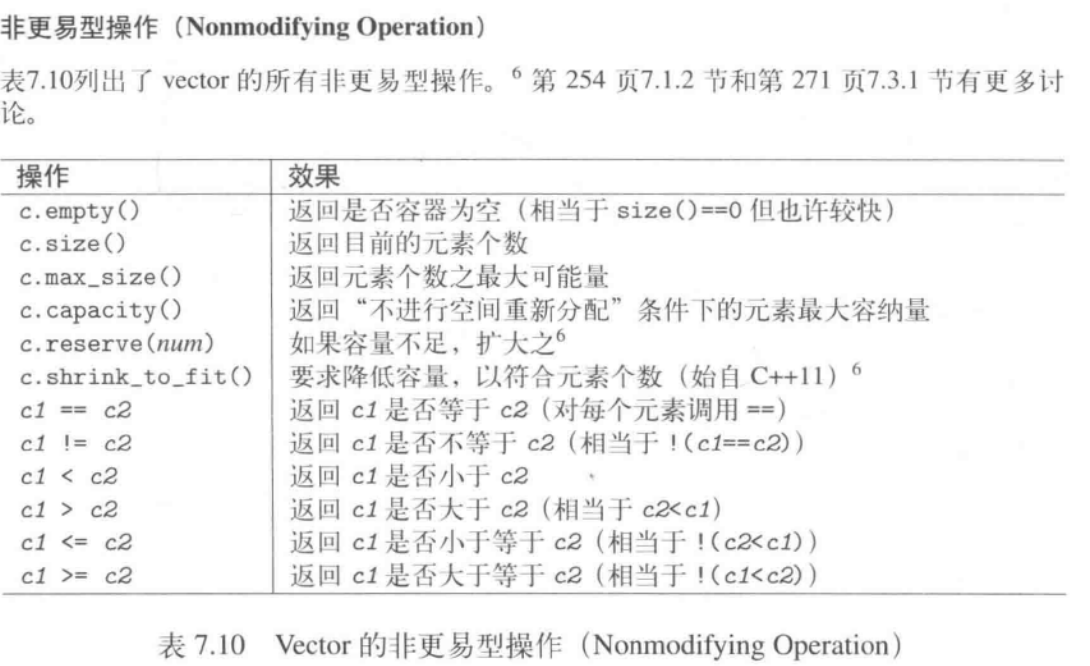 非更易型操作（Nonmodifying Operation）
表7.10列出了 vector 的所有非更易型操作。⁶ 第 254 页7.1.2 节和第 271 页7.3.1 节有更多讨
论。
操作 效果
c.empty() 返回是否容器为空（相当于 size()==0 但也许较快）
c.size() 返回目前的元素个数
c.max_size() 返回元素个数之最大可能量
c.capacity() 返回“不进行空间重新分配”条件下的元素最大容纳量
c.reserve(num) 如果容量不足，扩大之⁶
c.shrink_to_fit() 要求降低容量，以符合元素个数（始自 C++11）⁶
c1 == c2 返回 c1 是否等于 c2（对每个元素调用 ==）
c1 != c2 返回 c1 是否不等于 c2（相当于 !(c1==c2)）
c1 < c2 返回 c1 是否小于 c2
c1 > c2 返回 c1 是否大于 c2（相当于 c2<c1）
c1 <= c2 返回 c1 是否小于等于 c2（相当于 !(c2<c1)）
c1 >= c2 返回 c1 是否大于等于 c2（相当于 !(c1<c2)）
表 7.10 Vector 的非更易型操作（Nonmodifying Operation）